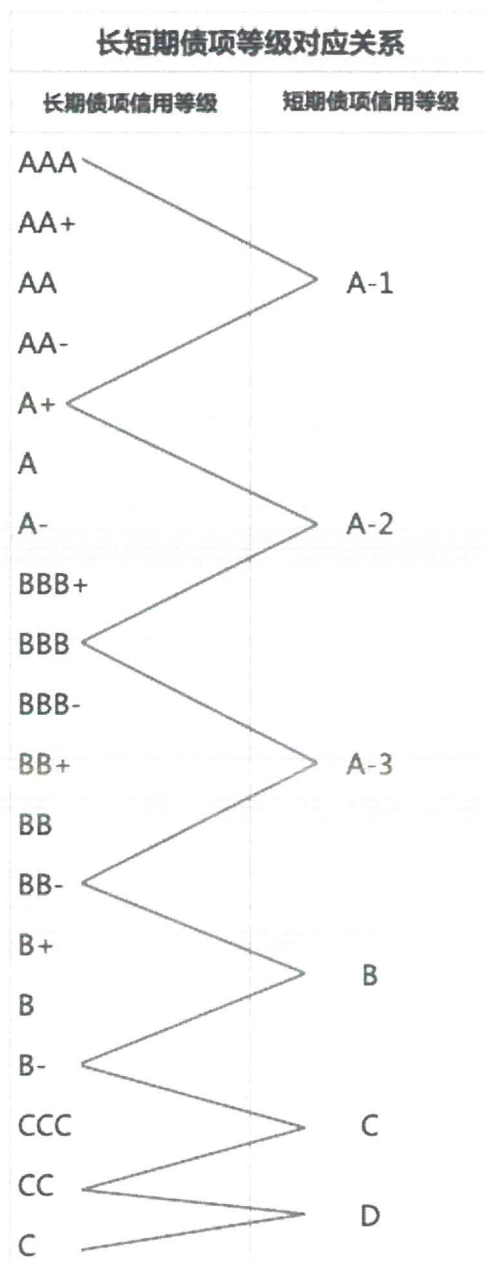 长短期债项等级对应关系
长期债项信用等级 短期债项信用等级
AAA
AA+
AA A-1
AA-
A+
A
A- A-2
BBB+
BBB
BBB-
BB+ A-3
BB
BB-
B+
B
B
B-
CCC C
CC
D
C